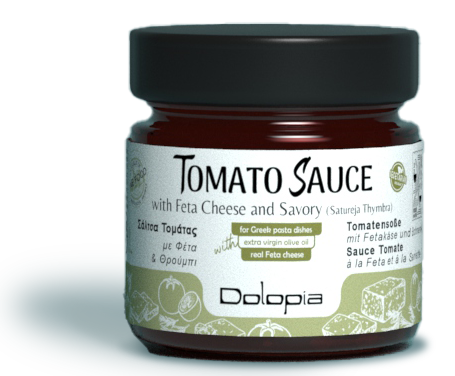 TOMATO SAUCE
with Feta Cheese and Savory (Satureja Thymbra)
Σάλτσα Τομάτας
με Φέτα
& Θρούμπι
for Greek pasta dishes
with extra virgin olive oil
real Feta cheese
Tomatensoße
mit Fetakäse und
Sauce Tomate
à la Feta et à la
Dolopia